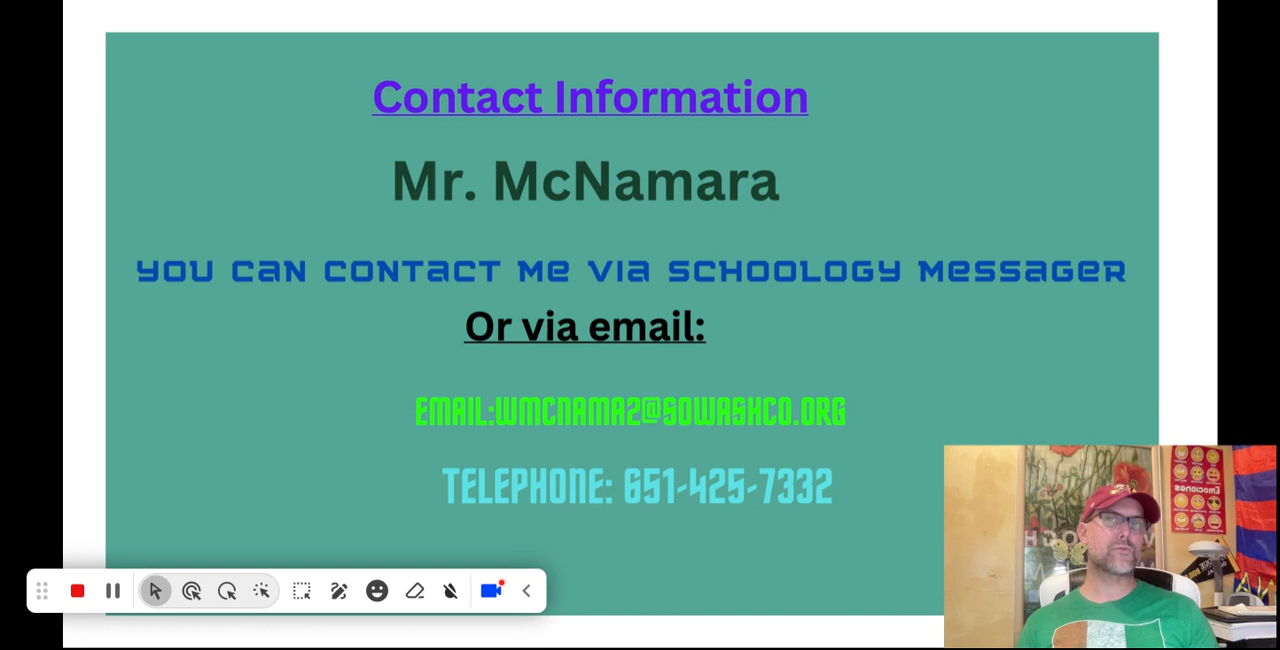 Contact Information
Mr. McNamara
YOU CAN CONTACT ME VIA SCHOOLOGY MESSAGER
Or via email:
EMAIL:WMCNAMA2@SOWASHCO.ORG
TELEPHONE: 651-425-7332
Emociones